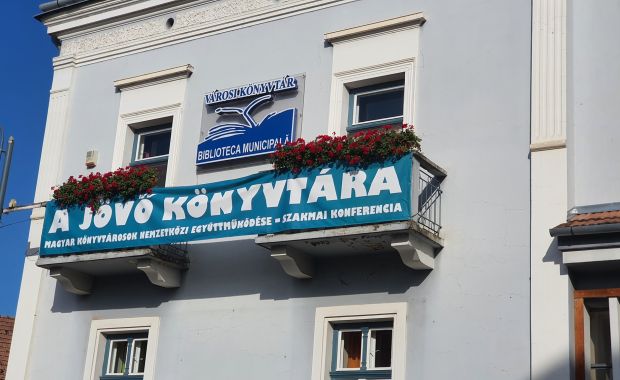 VÁROSI KÖNYVTÁR
BIBLIOTECA MUNICIPALĂ
A JÖVŐ KÖNYVTÁRA
MAGYAR KÖNYVTÁROSOK NEMZETKÖZI EGYÜTTMŰKÖDÉSE - SZAKMAI KONFERENCIA